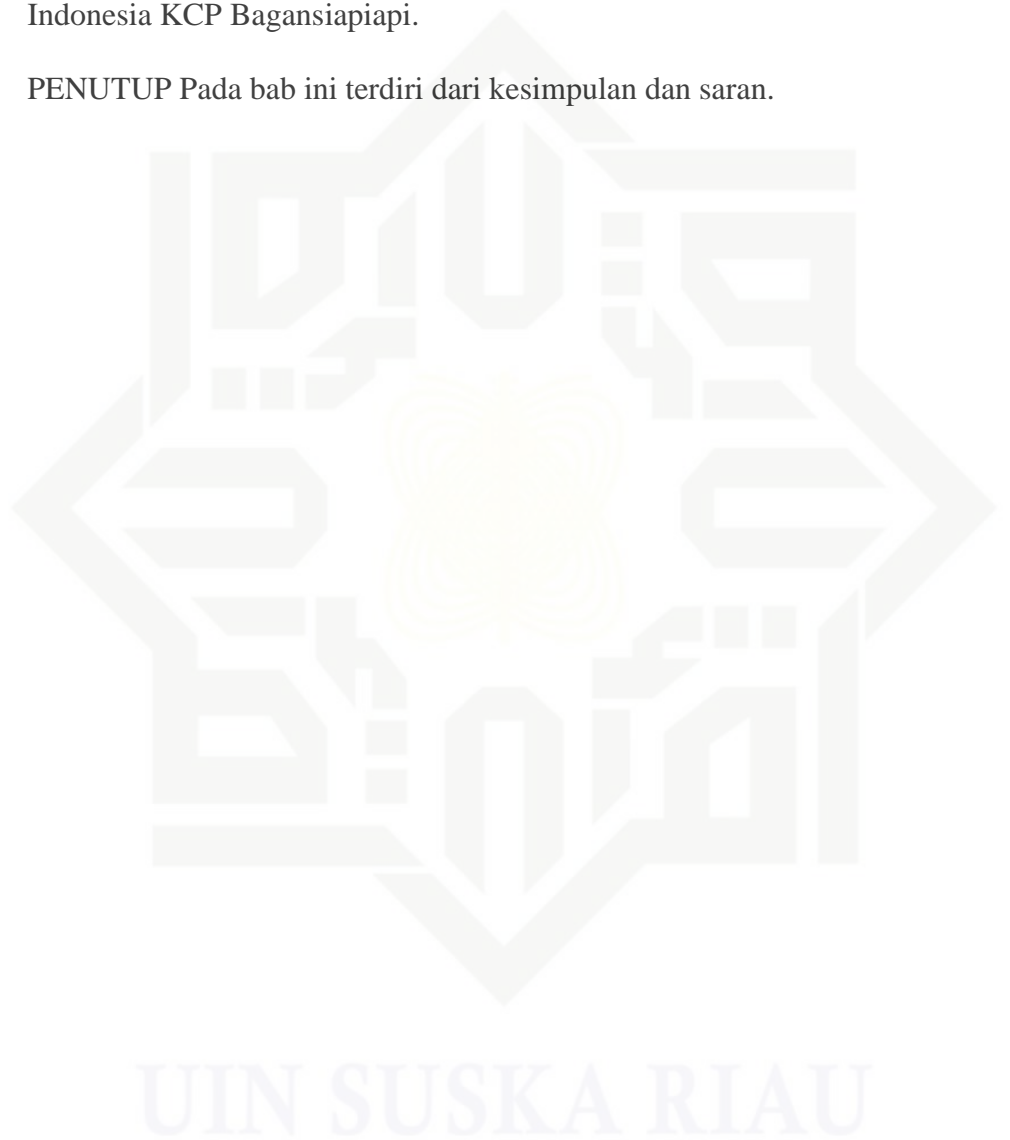 Indonesia KCP Bagansiapiapi.
PENUTUP Pada bab ini terdiri dari kesimpulan dan saran.
UIN SUSKA RIAU